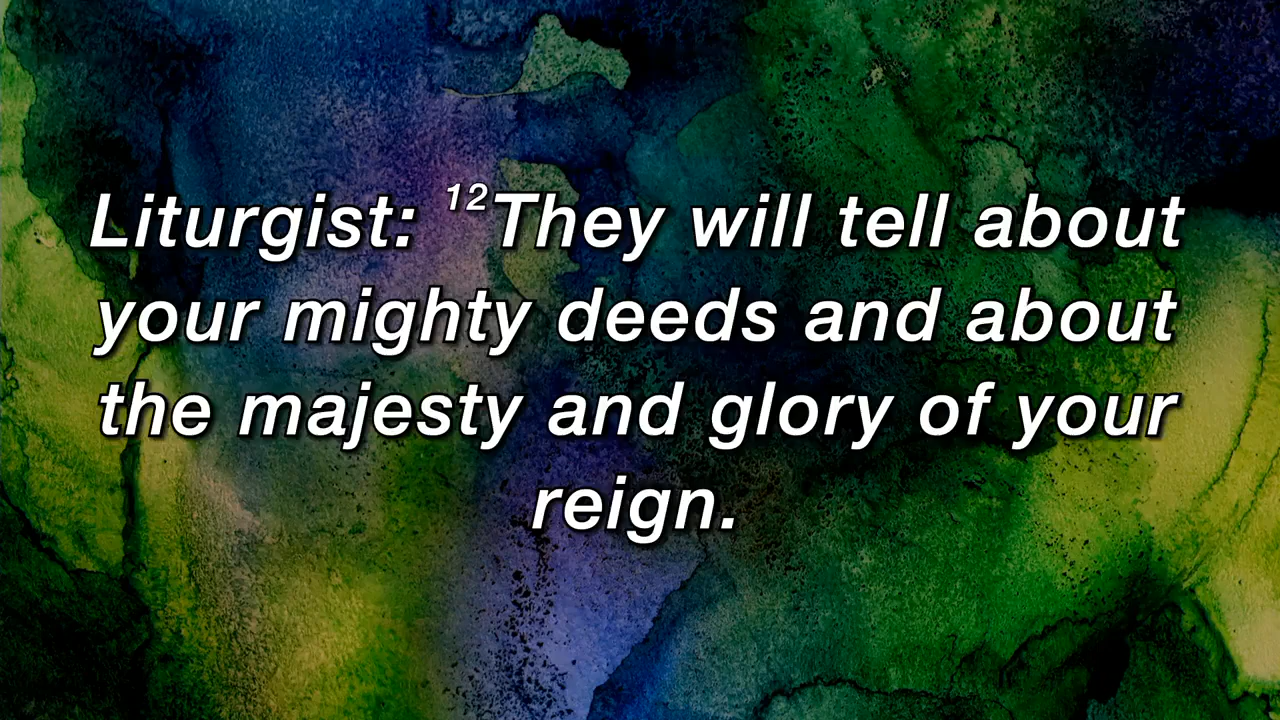 Liturgist: ¹²They will tell about
your mighty deeds and about
the majesty and glory of your
reign.